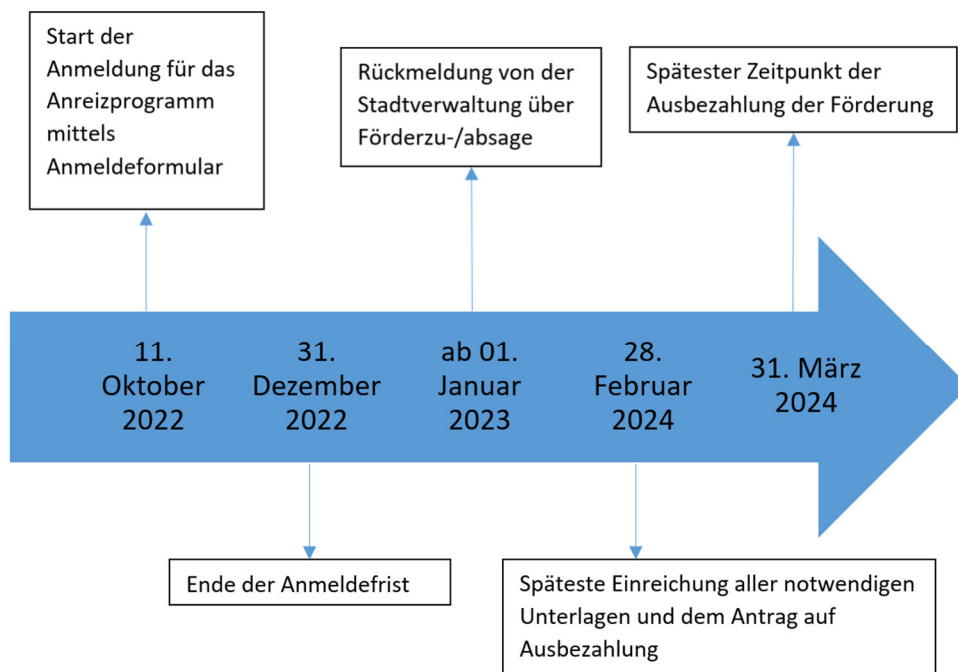 Start der
Anmeldung für das
Anreizprogramm
mittels
Anmeldeformular
Rückmeldung von der
Stadtverwaltung über
Förderzu-/absage
Spätester Zeitpunkt der
Ausbezahlung der Förderung
11.
Oktober
2022
31.
Dezember
2022
ab 01.
Januar
2023
28.
Februar
2024
31. März
2024
Ende der Anmeldefrist
Späteste Einreichung aller notwendigen
Unterlagen und dem Antrag auf
Ausbezahlung